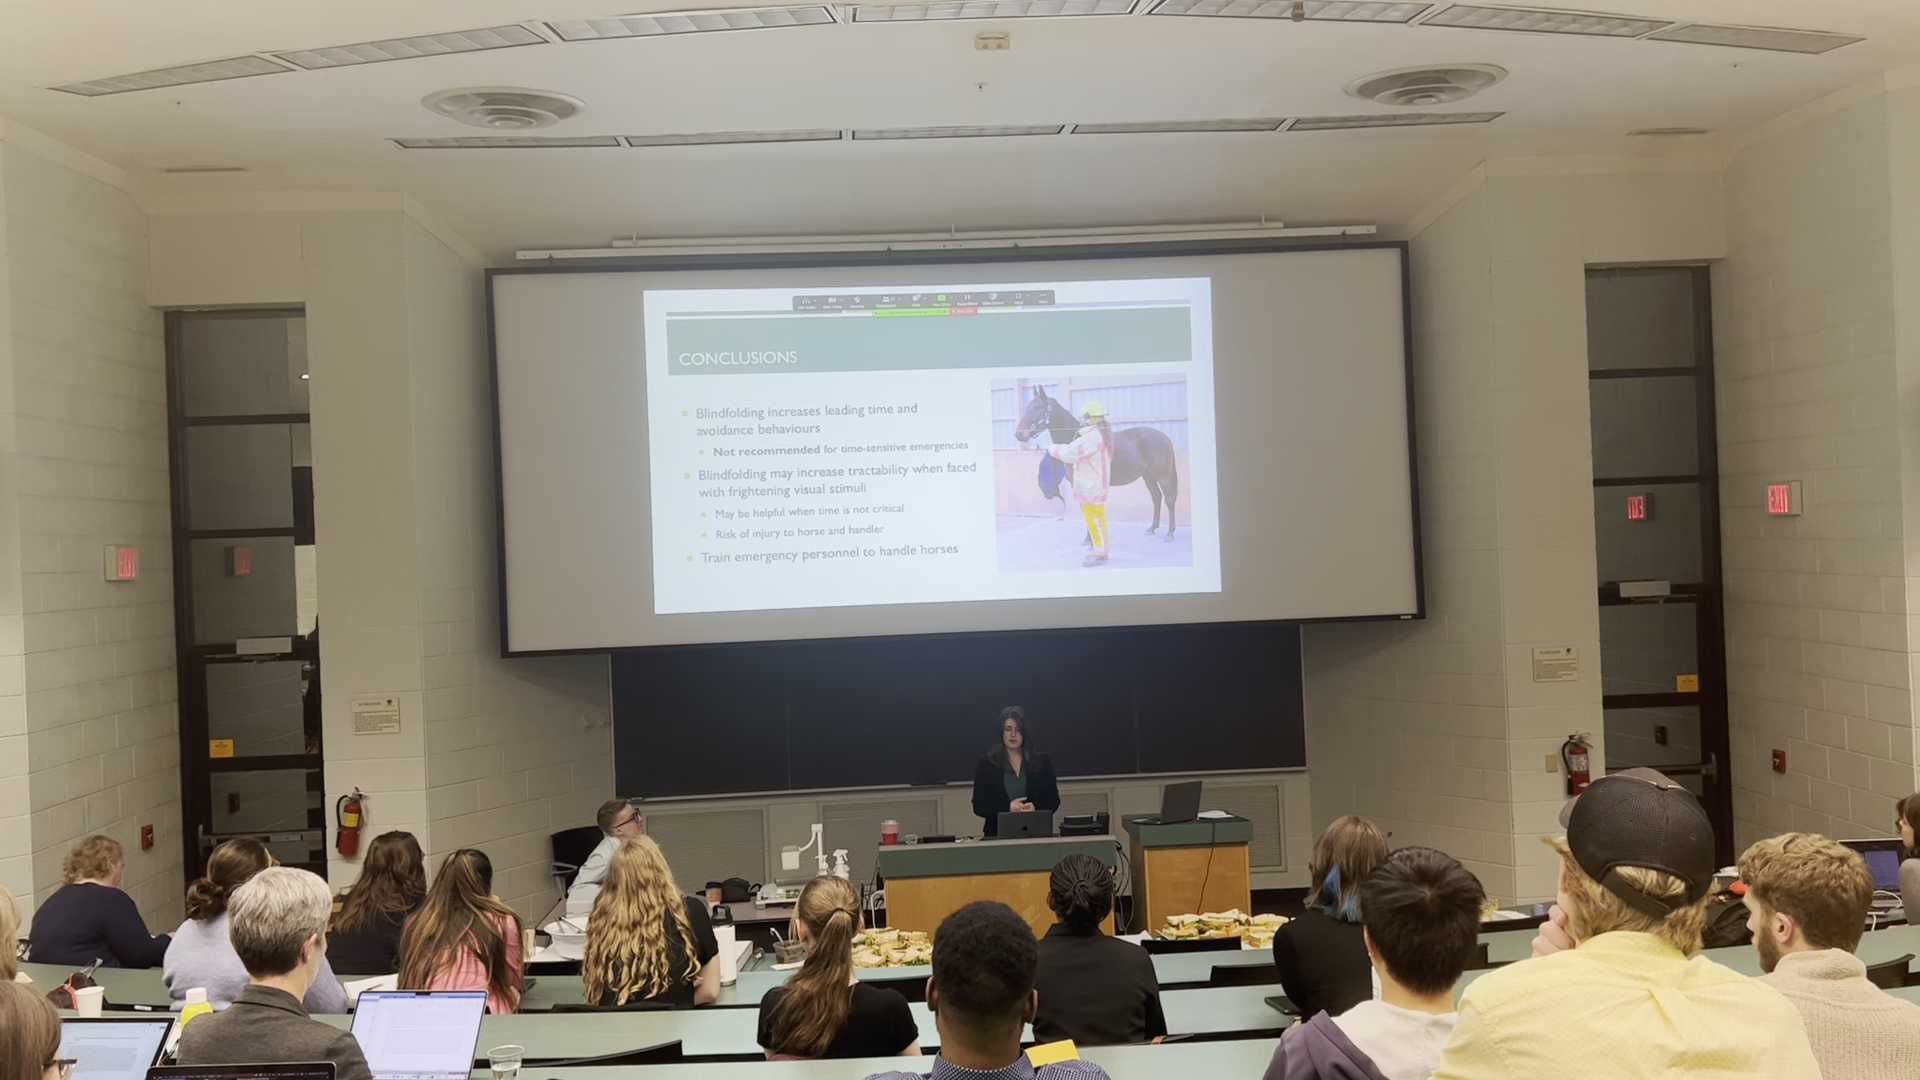 CONCLUSIONS
Blindfolding increases leading time and
avoidance behaviours
Not recommended for time-sensitive emergencies
Blindfolding may increase tractability when faced
with frightening visual stimuli
May be helpful when time is not critical
Risk of injury to horse and handler
Train emergency personnel to handle horses
EXIT
EXIT
EXIT